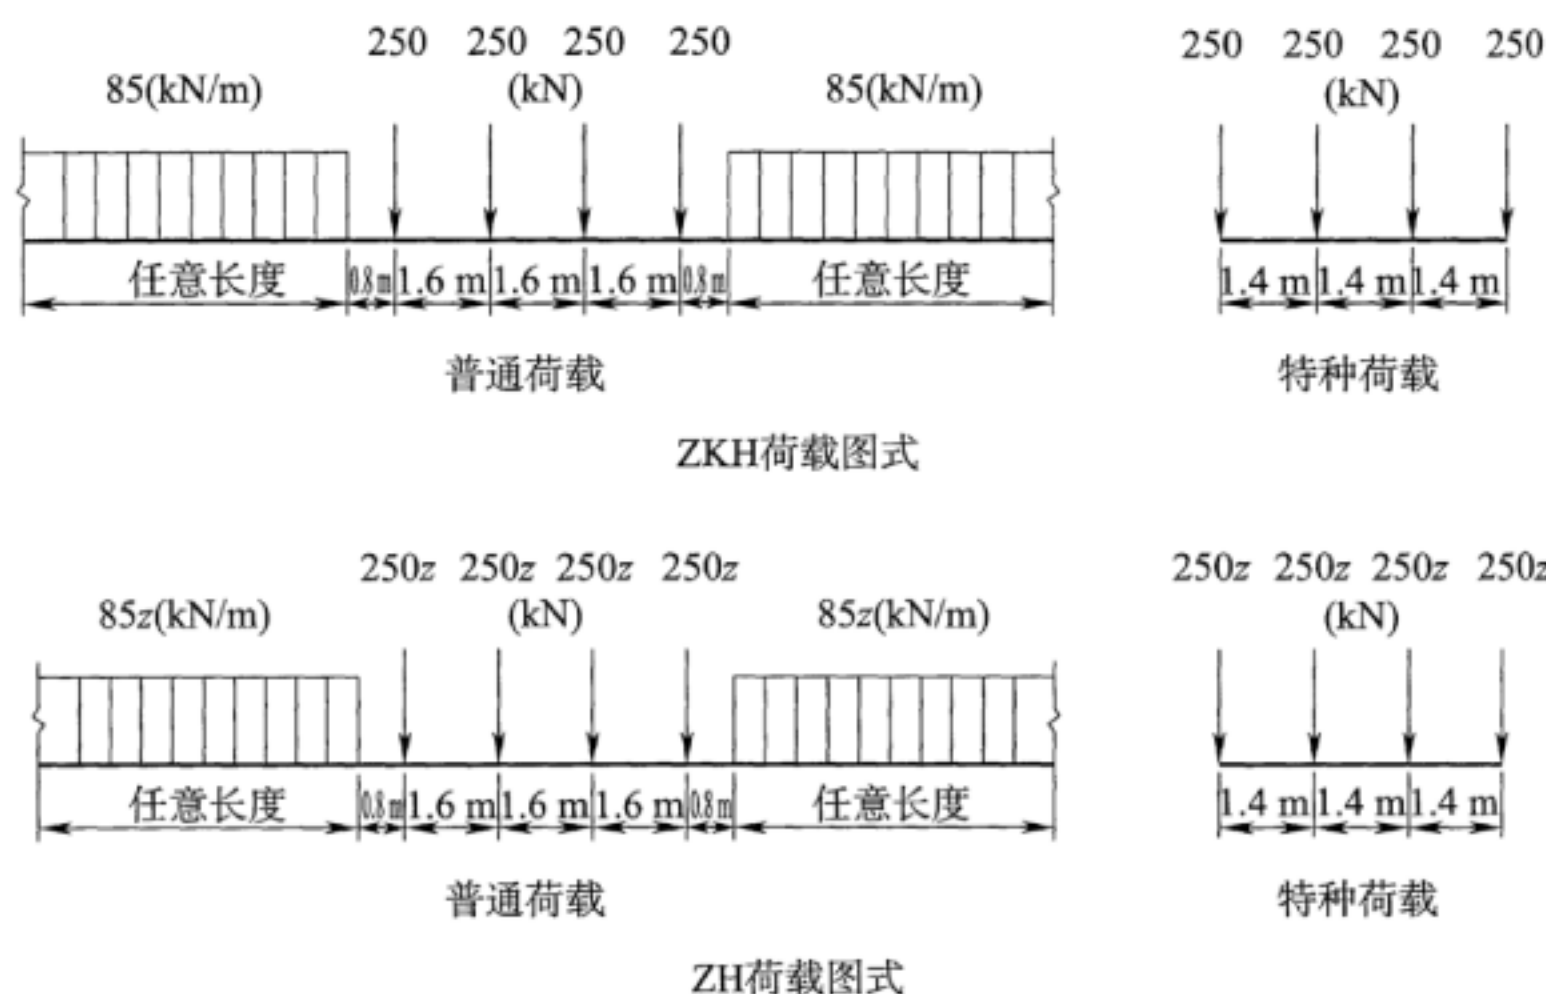 250 250 250 250 250 250 250 250
85(kN/m) (kN) 85(kN/m) (kN)
任意长度 0.8 m 1.6 m 1.6 m 1.6 m 0.8 m 任意长度 1.4 m 1.4 m 1.4 m
普通荷载 特种荷载
ZKH荷载图式
250z 250z 250z 250z 250z 250z 250z 250z
85z(kN/m) (kN) 85z(kN/m) (kN)
任意长度 0.8 m 1.6 m 1.6 m 1.6 m 0.8 m 任意长度 1.4 m 1.4 m 1.4 m
普通荷载 特种荷载
ZH荷载图式